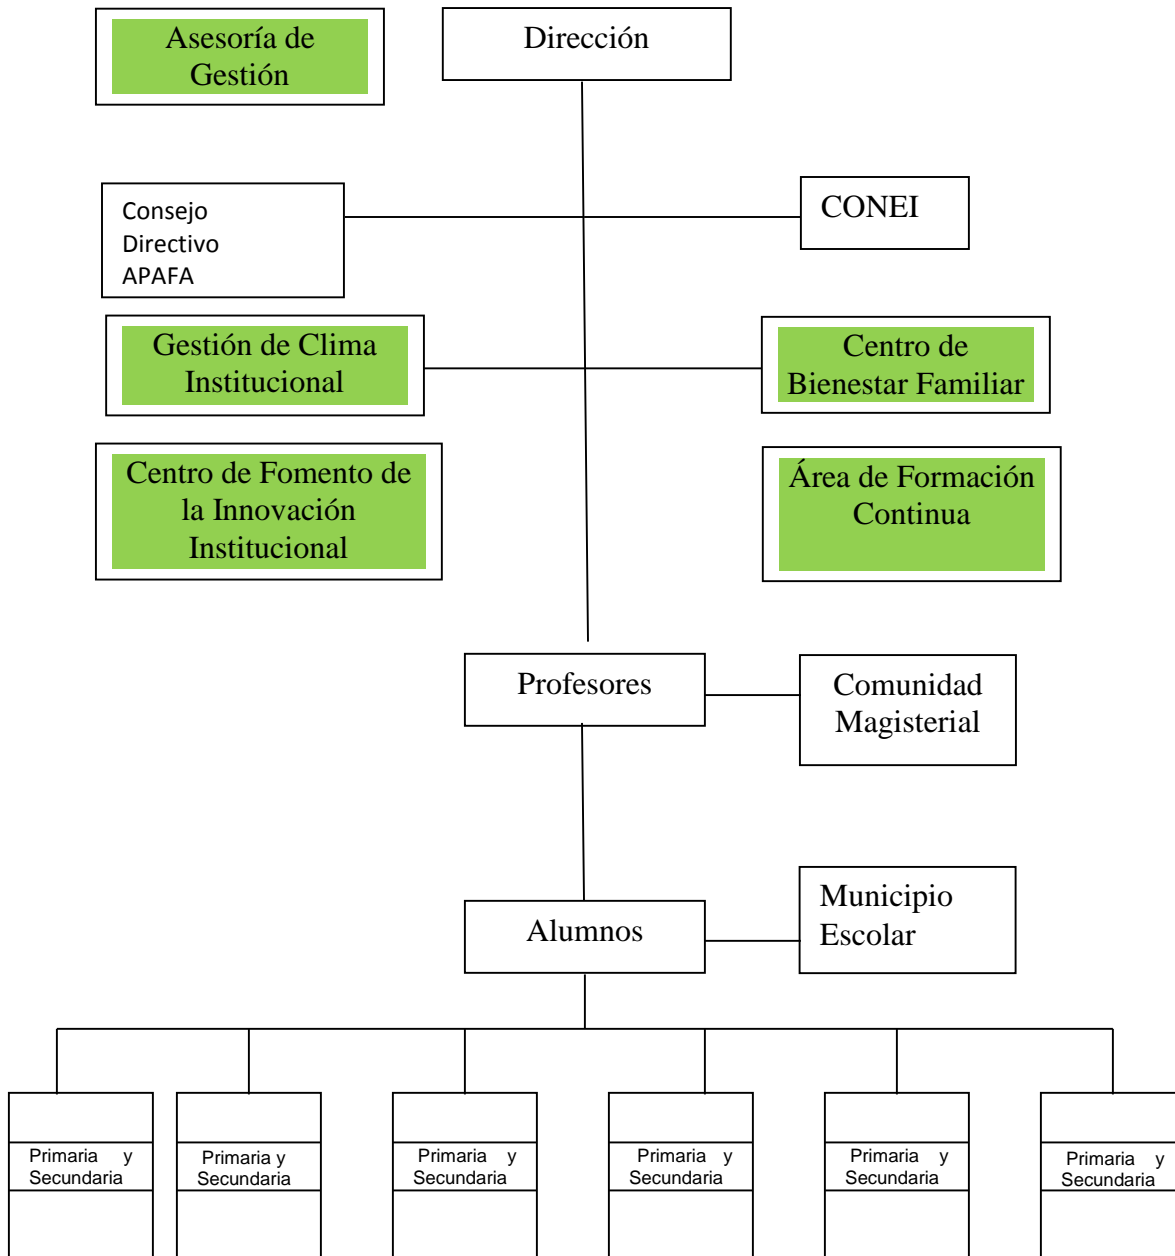 Asesoría de
Gestión
Dirección
Consejo
Directivo
APAFA
CONEI
Gestión de Clima
Institucional
Centro de
Bienestar Familiar
Centro de Fomento de
la Innovación
Institucional
Área de Formación
Continua
Profesores
Comunidad
Magisterial
Alumnos
Municipio
Escolar
Primaria y
Secundaria
Primaria y
Secundaria
Primaria y
Secundaria
Primaria y
Secundaria
Primaria y
Secundaria
Primaria y
Secundaria